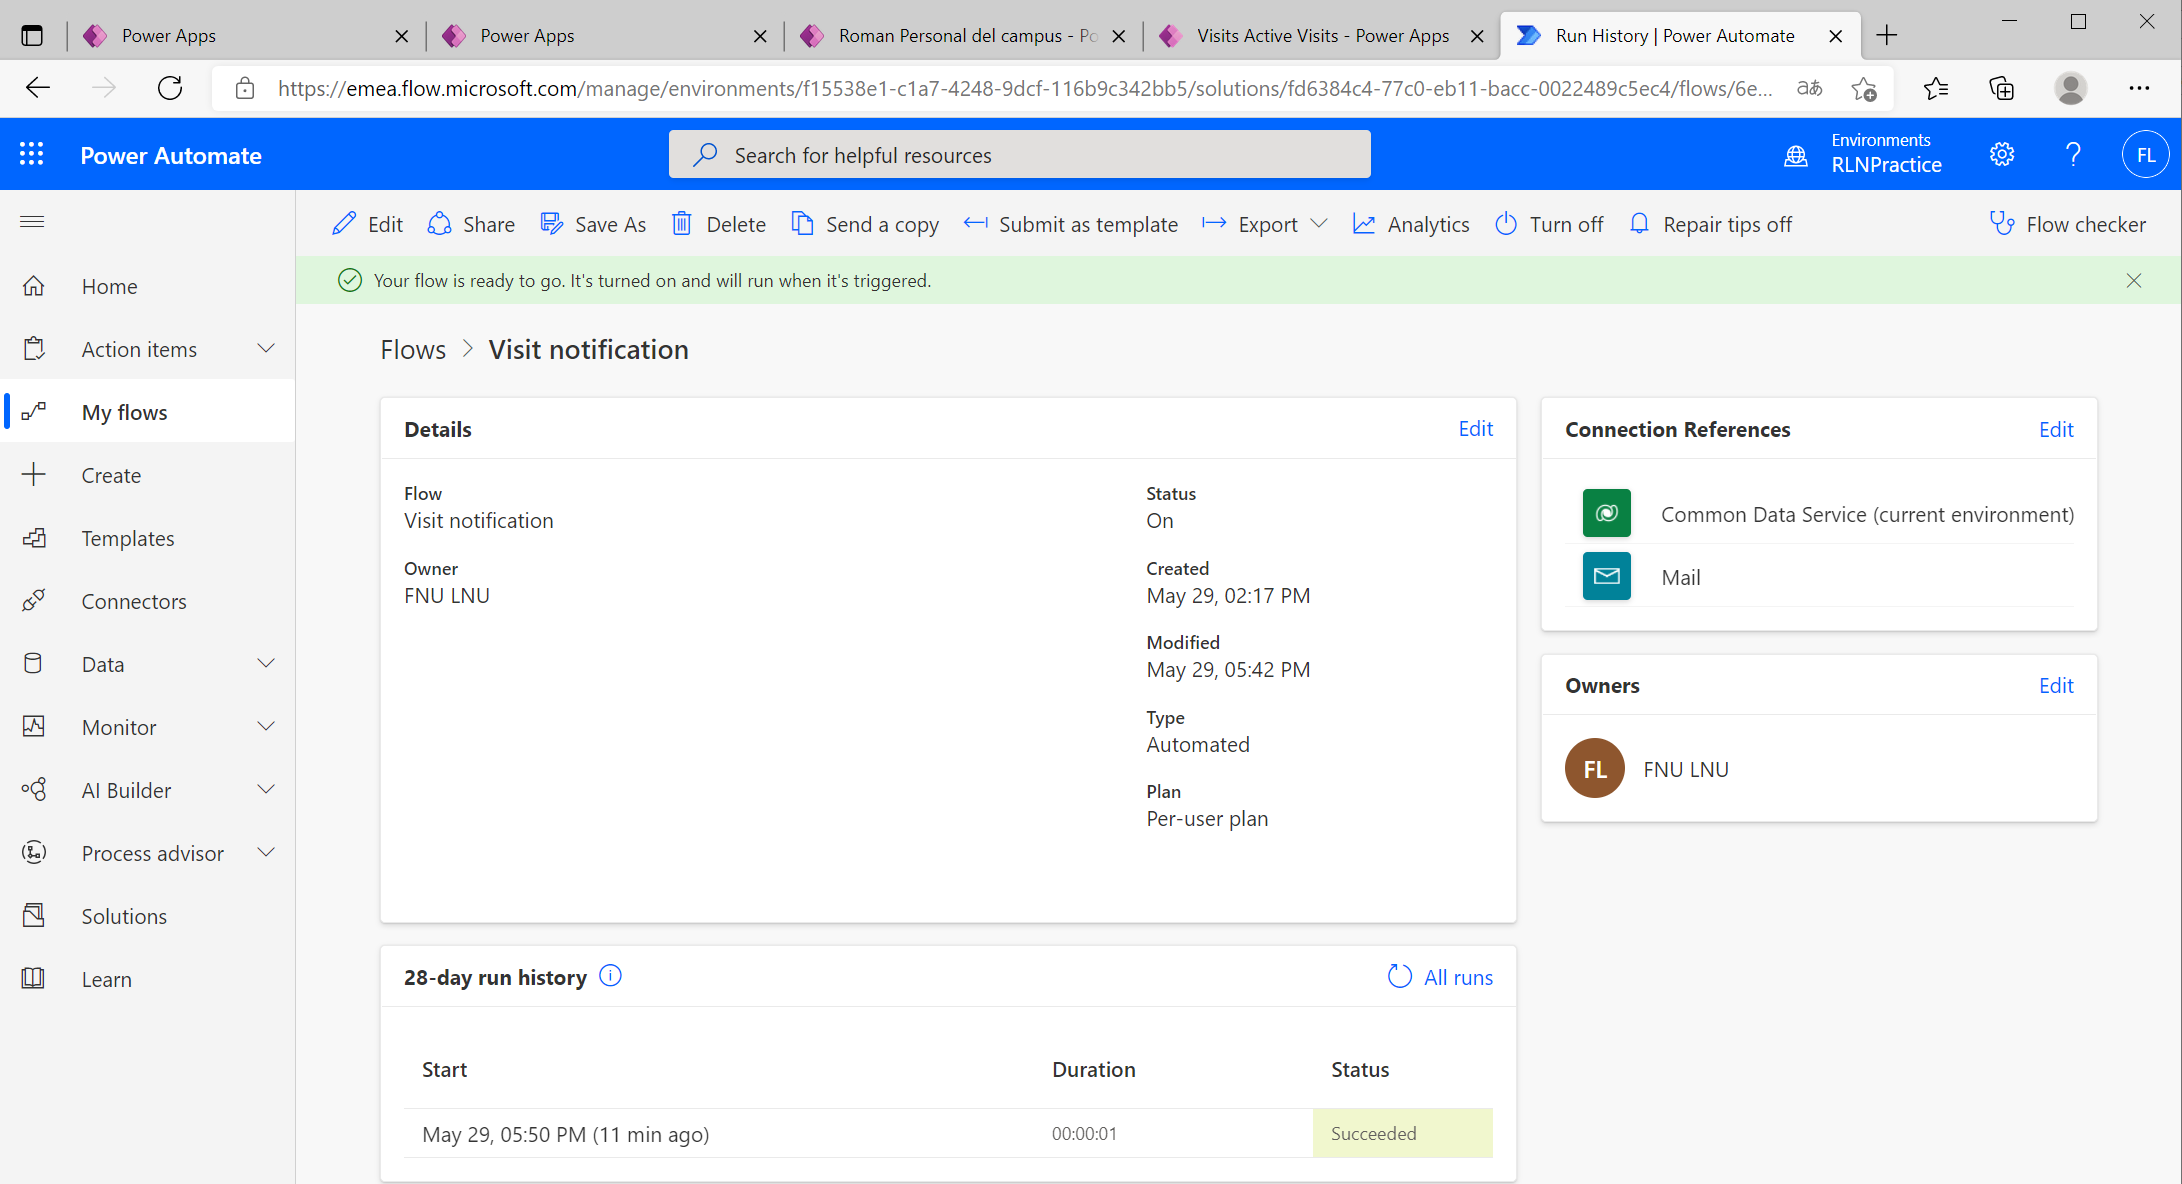 Power Apps
Power Apps
Roman Personal del campus - Po
Visits Active Visits - Power Apps
Run History | Power Automate
https://emea.flow.microsoft.com/manage/environments/f15538e1-c1a7-4248-9dcf-116b9c342bb5/solutions/fd6384c4-77c0-eb11-bacc-0022489c5ec4/flows/6e...
aあ
Power Automate
Search for helpful resources
Environments
RLNPractice
FL
Edit
Share
Save As
Delete
Send a copy
Submit as template
Export
Analytics
Turn off
Repair tips off
Flow checker
Your flow is ready to go. It's turned on and will run when it's triggered.
Home
Action items
My flows
Create
Templates
Connectors
Data
Monitor
AI Builder
Process advisor
Solutions
Learn
Flows > Visit notification
Details
Edit
Flow
Visit notification
Owner
FNU LNU
Status
On
Created
May 29, 02:17 PM
Modified
May 29, 05:42 PM
Type
Automated
Plan
Per-user plan
Connection References
Edit
Common Data Service (current environment)
Mail
Owners
Edit
FL
FNU LNU
28-day run history
All runs
Start Duration Status
May 29, 05:50 PM (11 min ago) 00:00:01 Succeeded